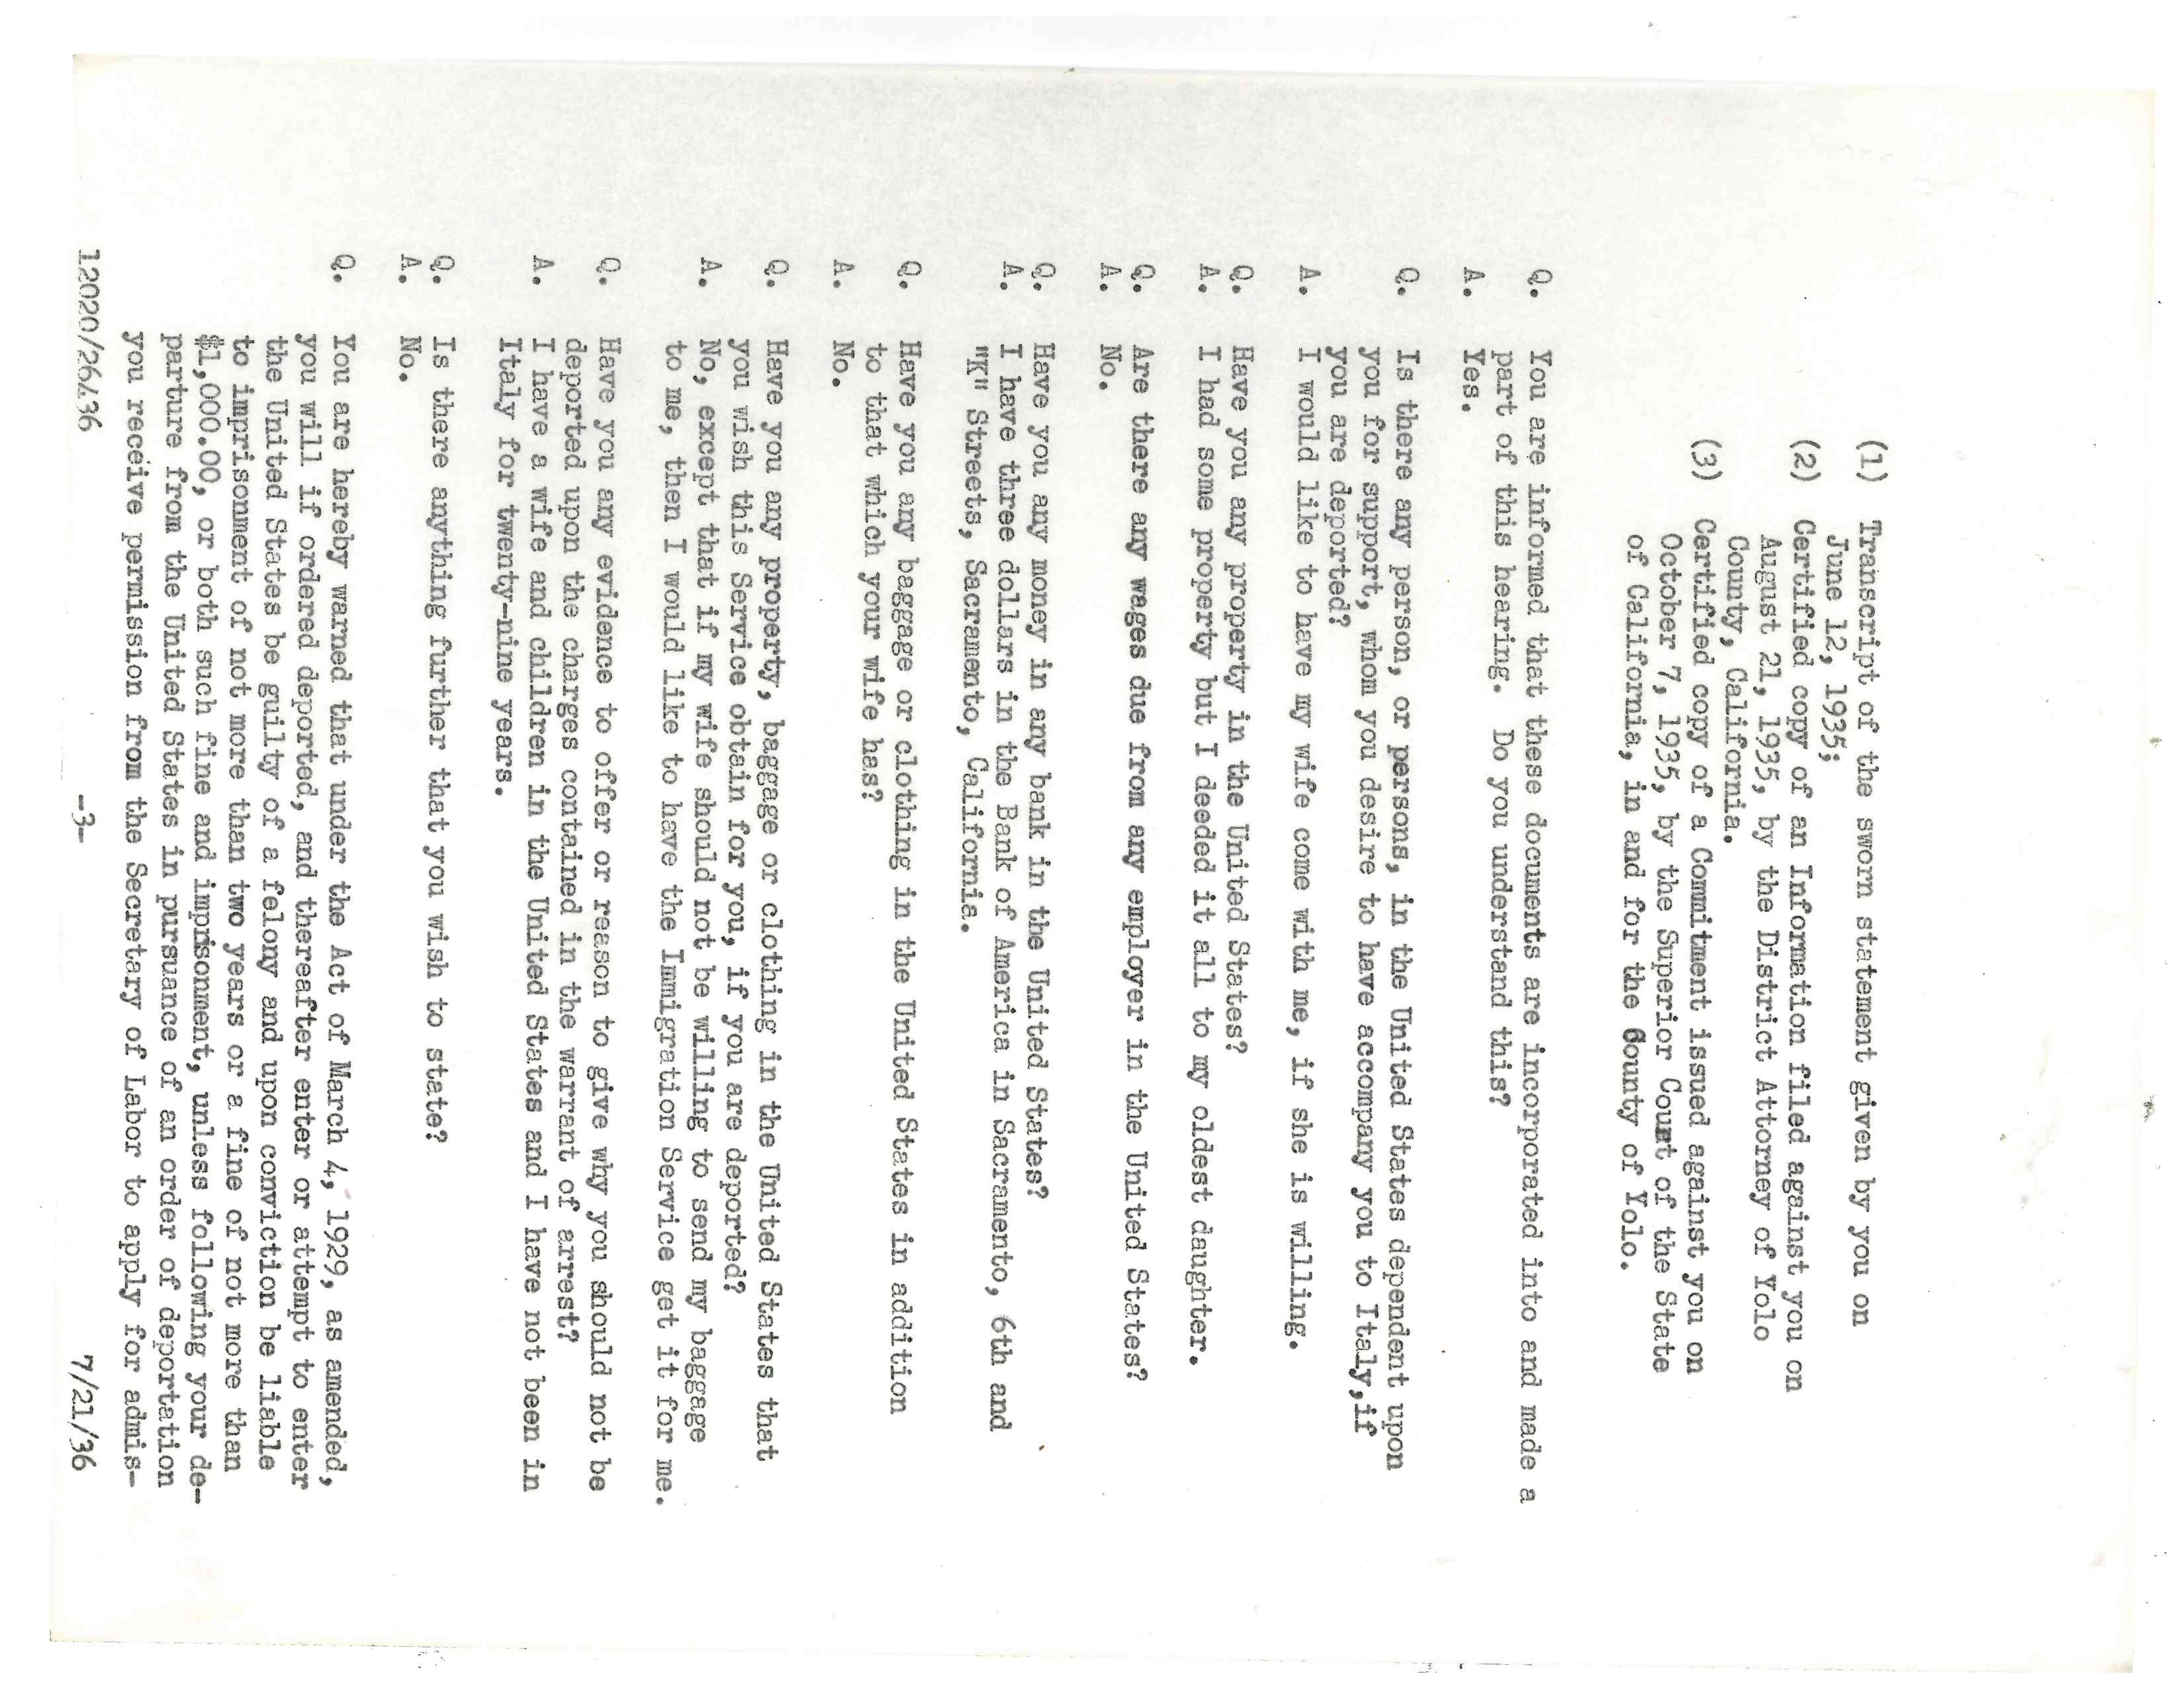 (1) Transcript of the sworn statement given by you on
June 12, 1935;
(2) Certified copy of an Information filed against you on
August 21, 1935, by the District Attorney of Yolo
County, California.
(3) Certified copy of a Commitment issued against you on
October 7, 1935, by the Superior Court of the State
of California, in and for the County of Yolo.
Q. You are informed that these documents are incorporated into and made a
part of this hearing. Do you understand this?
A. Yes.
Q. Is there any person, or persons, in the United States dependent upon
you for support, whom you desire to have accompany you to Italy,if
you are deported?
A. I would like to have my wife come with me, if she is willing.
Q. Have you any property in the United States?
A. I had some property but I deeded it all to my oldest daughter.
Q. Are there any wages due from any employer in the United States?
A. No.
Q. Have you any money in any bank in the United States?
A. I have three dollars in the Bank of America in Sacramento, 6th and
"K" Streets, Sacramento, California.
Q. Have you any baggage or clothing in the United States in addition
to that which your wife has?
A. No.
Q. Have you any property, baggage or clothing in the United States that
you wish this Service obtain for you, if you are deported?
A. No, except that if my wife should not be willing to send my baggage
to me, then I would like to have the Immigration Service get it for me.
Q. Have you any evidence to offer or reason to give why you should not be
deported upon the charges contained in the warrant of arrest?
A. I have a wife and children in the United States and I have not been in
Italy for twenty-nine years.
Q. Is there anything further that you wish to state?
A. No.
Q. You are hereby warned that under the Act of March 4, 1929, as amended,
you will if ordered deported, and thereafter enter or attempt to enter
the United States be guilty of a felony and upon conviction be liable
to imprisonment of not more than two years or a fine of not more than
$1,000.00, or both such fine and imprisonment, unless following your de-
parture from the United States in pursuance of an order of deportation
you receive permission from the Secretary of Labor to apply for admis-
12020/26436 -3- 7/21/36